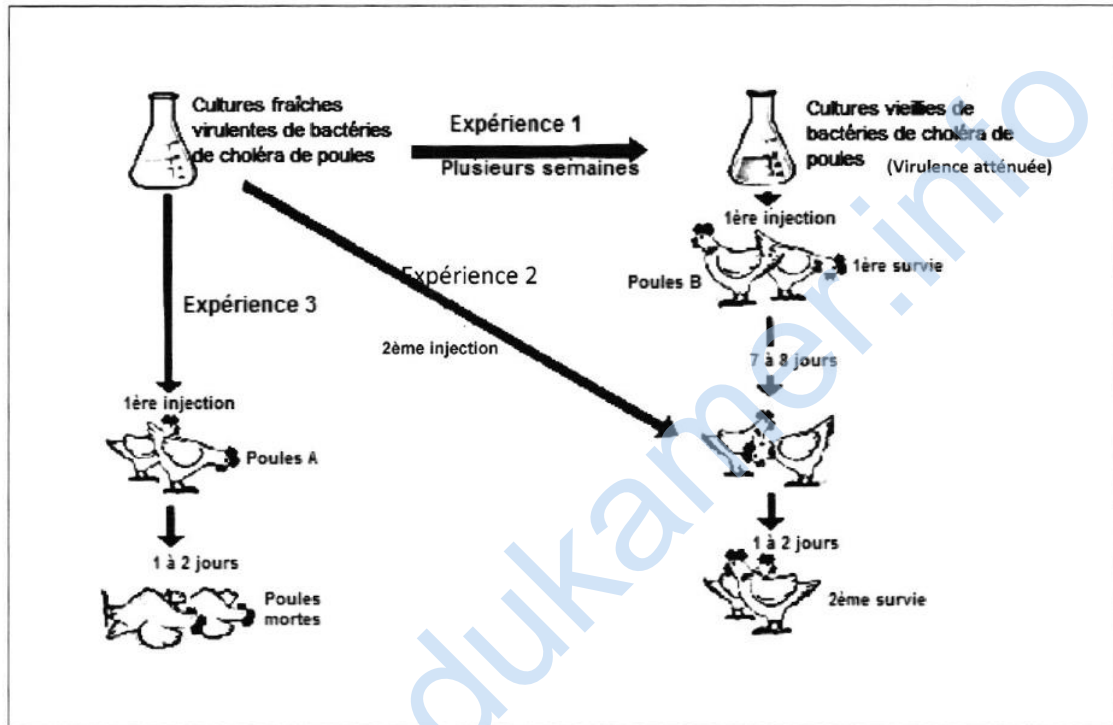 Cultures fraîches
virulentes de bactéries
de choléra de poules
Expérience 1
Plusieurs semaines
Cultures vieillies de
bactéries de choléra de
poules (Virulence atténuée)
1ère injection
Poules B
1ère survie
Expérience 2
Expérience 3
2ème injection
7 à 8 jours
1ère injection
Poules A
1 à 2 jours
Poules
mortes
1 à 2 jours
2ème survie
dukamer.info